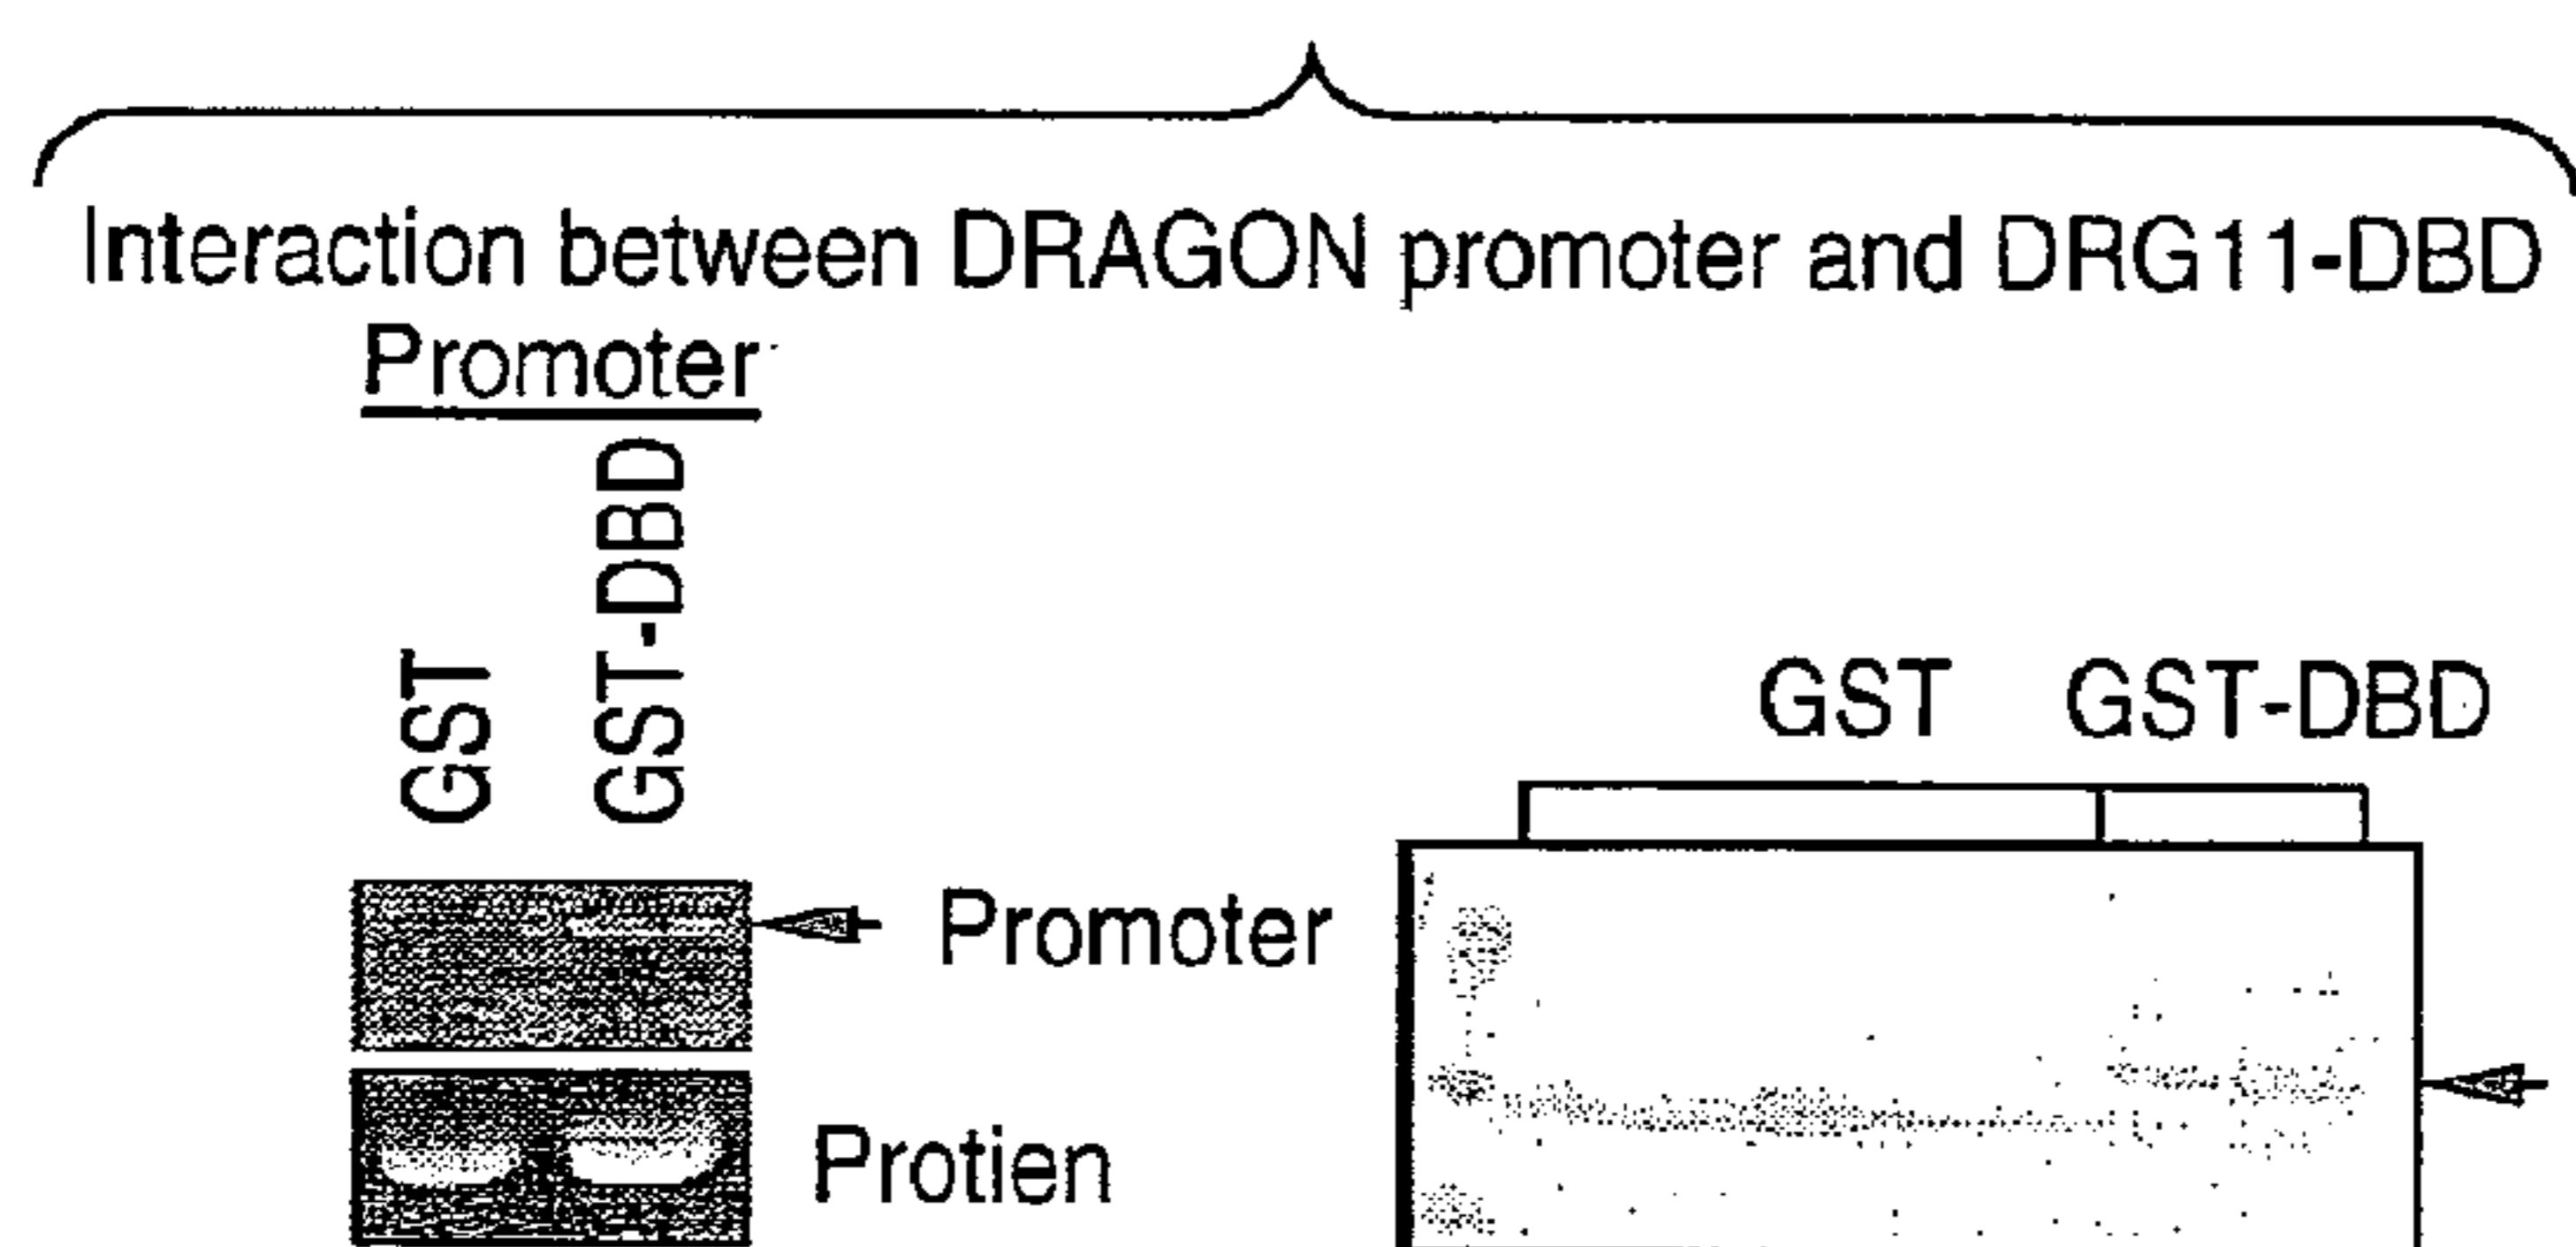 Interaction between DRAGON promoter and DRG11-DBD
Promoter
GST
GST-DBD
Promoter
Protien
GST GST-DBD